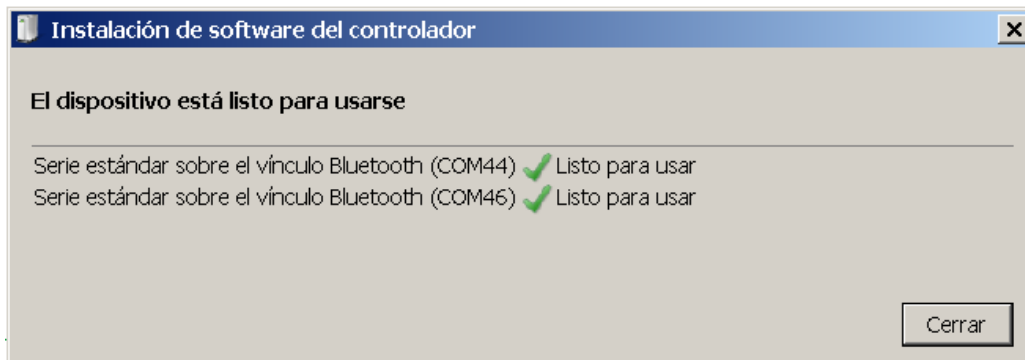 Instalación de software del controlador
El dispositivo está listo para usarse
Serie estándar sobre el vínculo Bluetooth (COM44) Listo para usar
Serie estándar sobre el vínculo Bluetooth (COM46) Listo para usar
Cerrar